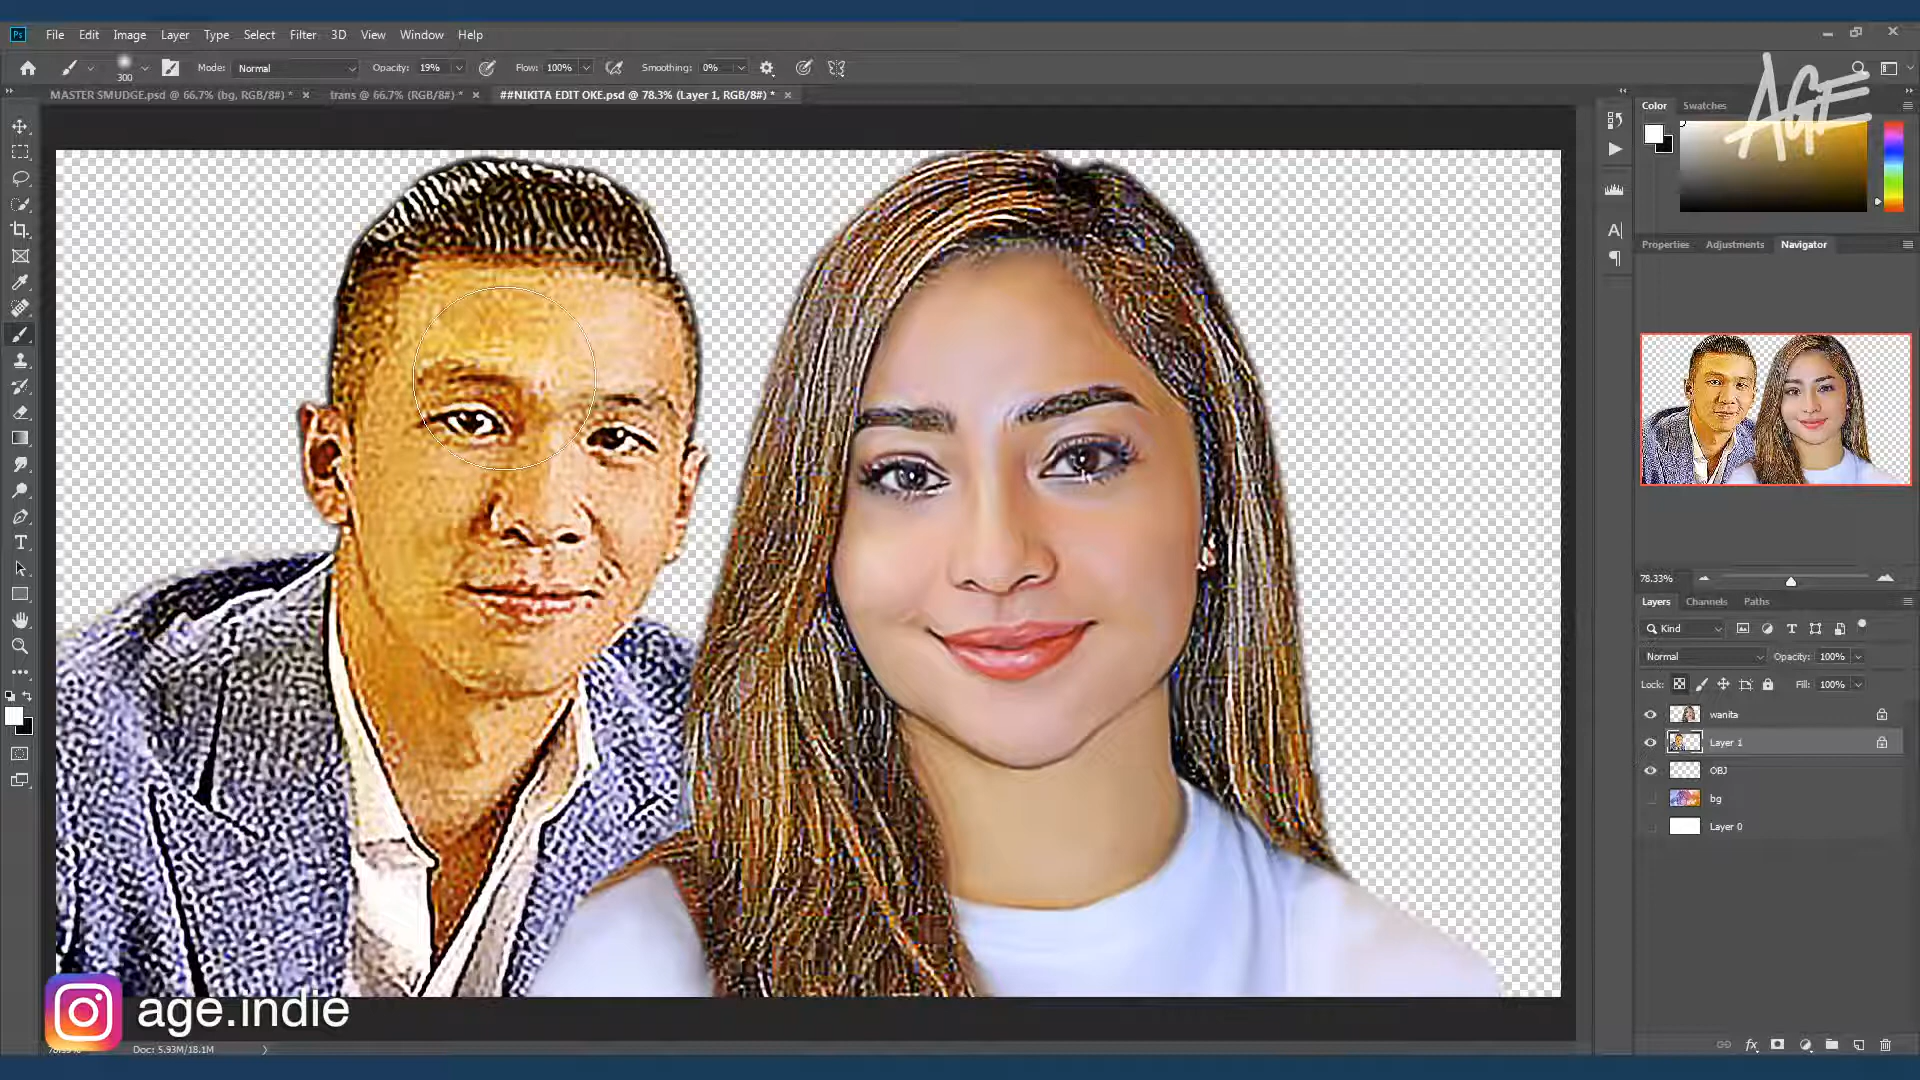 Ps File Edit Image Layer Type Select Filter 3D View Window Help
300 Mode: Normal Opacity: 19% Flow: 100% Smoothing: 0%
AGE
MASTER SMUDGE.psd @ 66.7% (bg, RGB/8#) * × trans @ 66.7% (RGB/8#) * × ##NIKITA EDIT OKE.psd @ 78.3% (Layer 1, RGB/8#) * ×
Color Swatches
Properties Adjustments Navigator
78.33%
Layers Channels Paths
Kind
Normal Opacity: 100%
Lock: Fill: 100%
wanita
Layer 1
OBJ
bg
Layer 0
age.indie
Doc: 5.93M/18.1M
fx